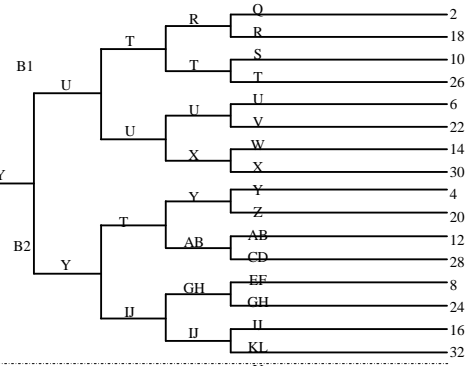 Q 2
R
R 18
T
S 10
B1
T 26
U
U 6
U
V 22
U
W 14
X
X 30
Y
Y 4
Y
Z 20
T
AB 12
B2 AB
CD 28
Y
EF 8
GH
GH 24
IJ
IJ 16
IJ
KL 32